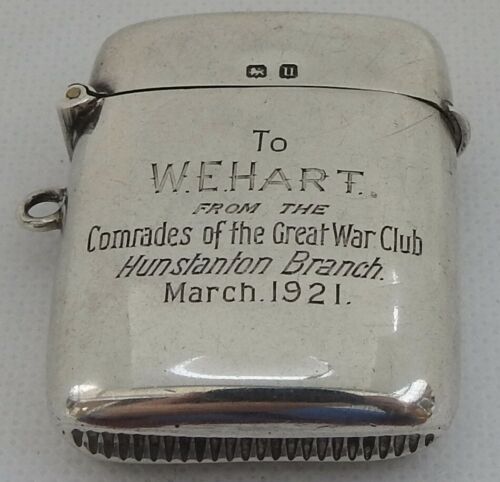 To
W.E.HART.
FROM THE
Comrades of the Great War Club
Hunstanton Branch.
March.1921.